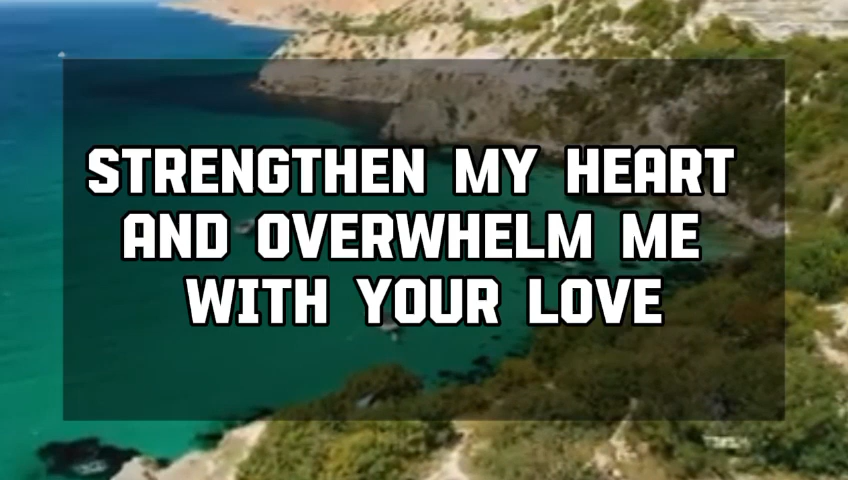 STRENGTHEN MY HEART
AND OVERWHELM ME
WITH YOUR LOVE